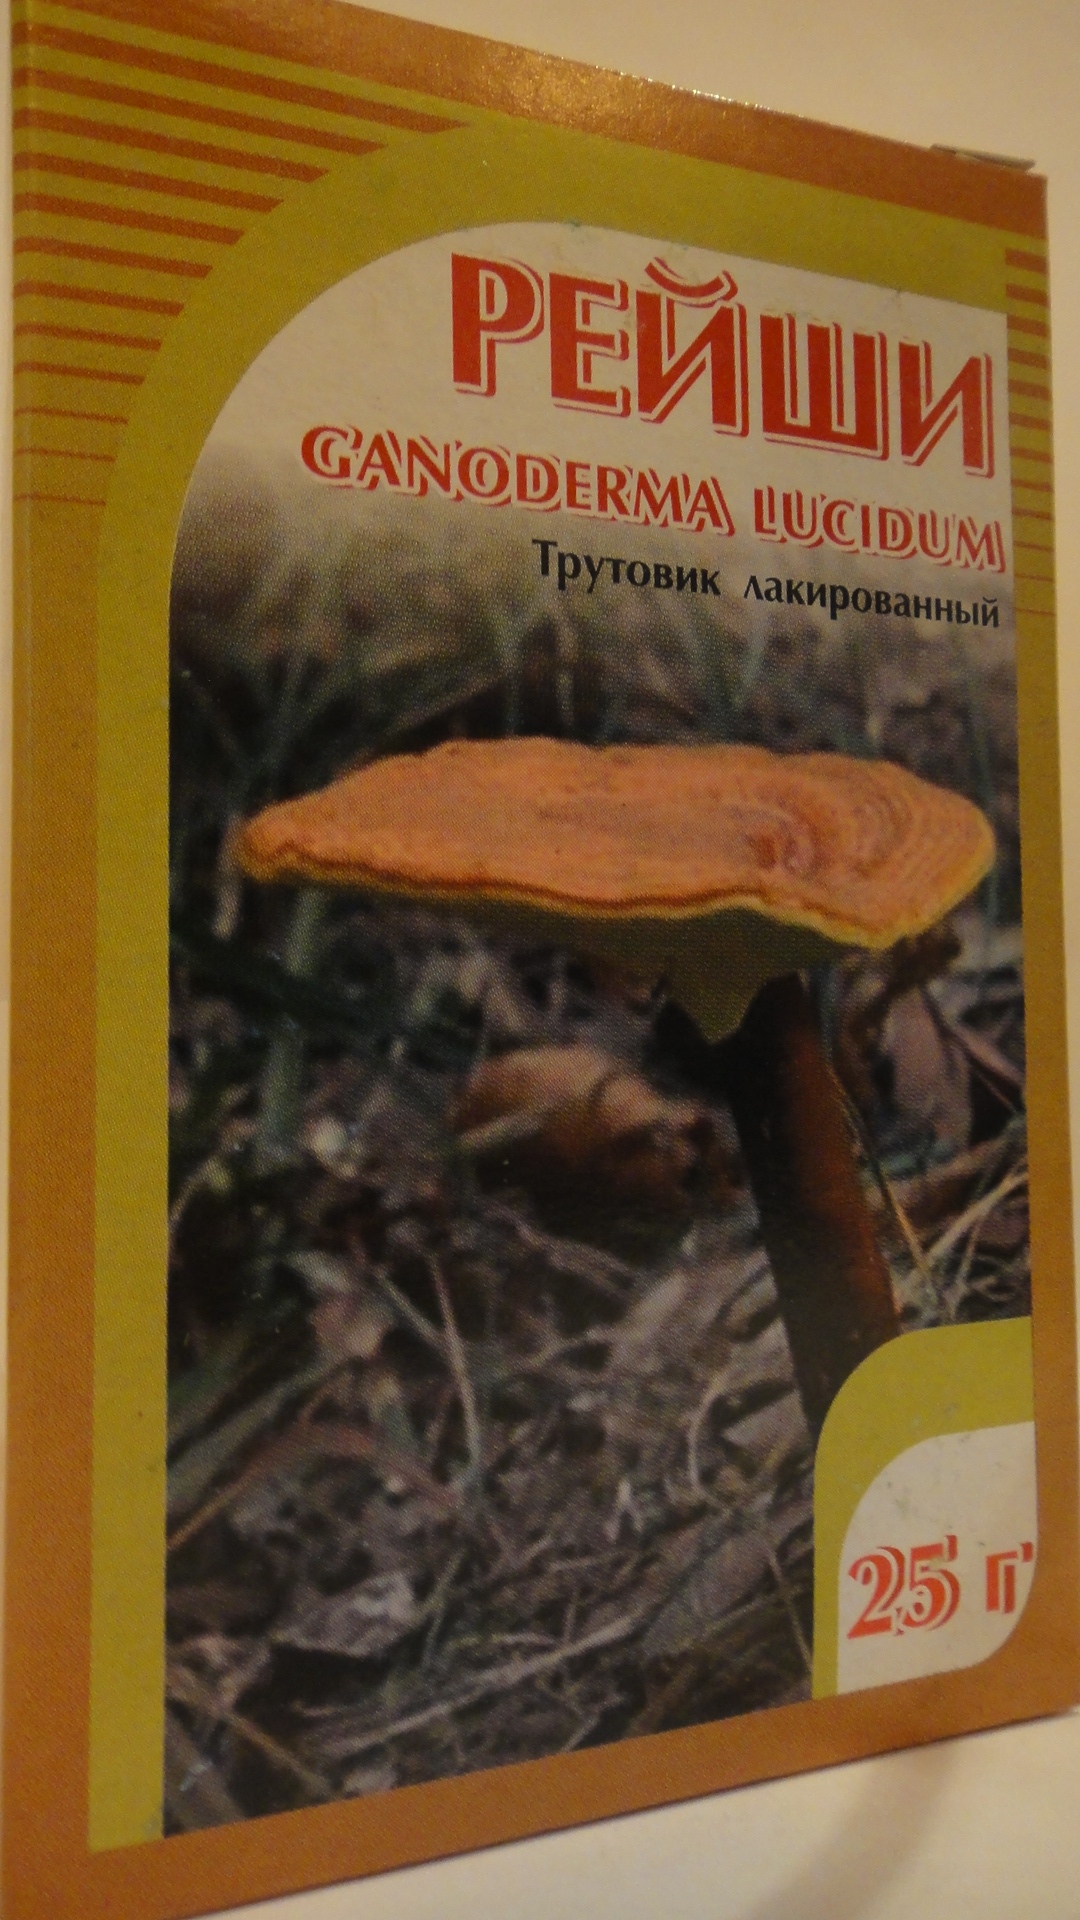 РЕЙШИ
GANODERMA LUCIDUM
Трутовик лакированный
25 г